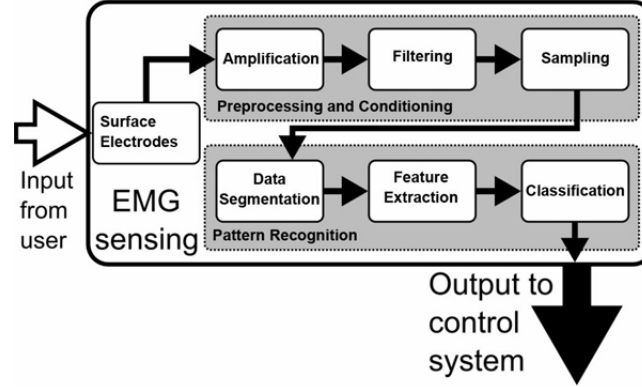 Input
from
user
Surface
Electrodes
EMG
sensing
Amplification
Filtering
Sampling
Preprocessing and Conditioning
Data
Segmentation
Feature
Extraction
Classification
Pattern Recognition
Output to
control
system